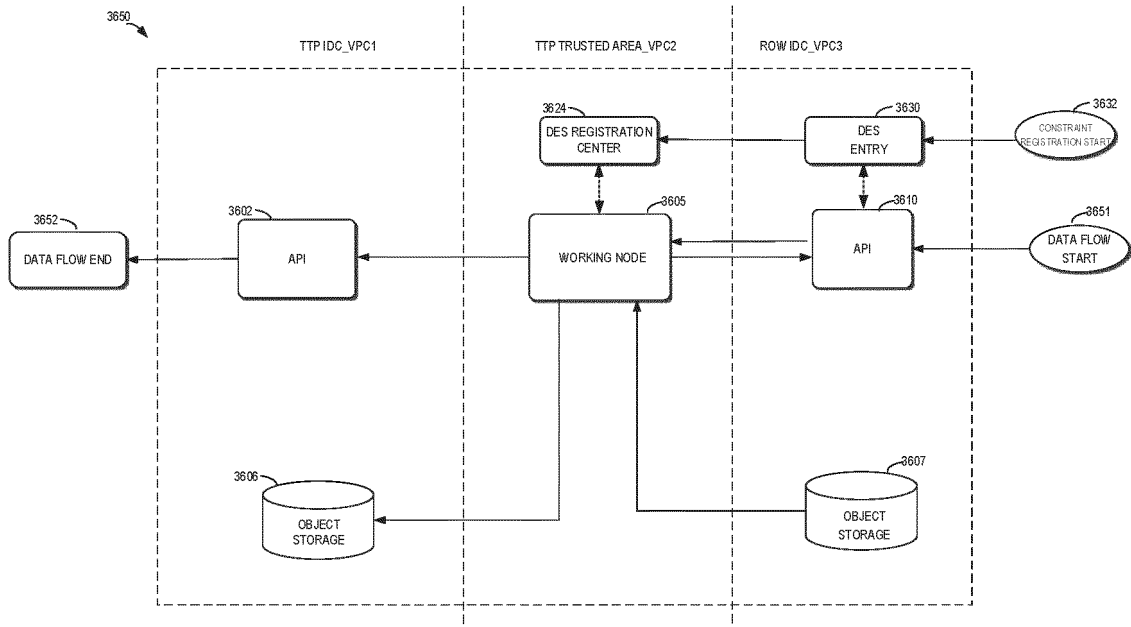 3650
TTP IDC_VPC1
TTP TRUSTED AREA_VPC2
ROW IDC_VPC3
3624
DES REGISTRATION
CENTER
3630
DES
ENTRY
3632
CONSTRAINT
REGISTRATION START
3652
DATA FLOW END
3602
API
3605
WORKING NODE
3610
API
3651
DATA FLOW
START
3606
OBJECT
STORAGE
3607
OBJECT
STORAGE